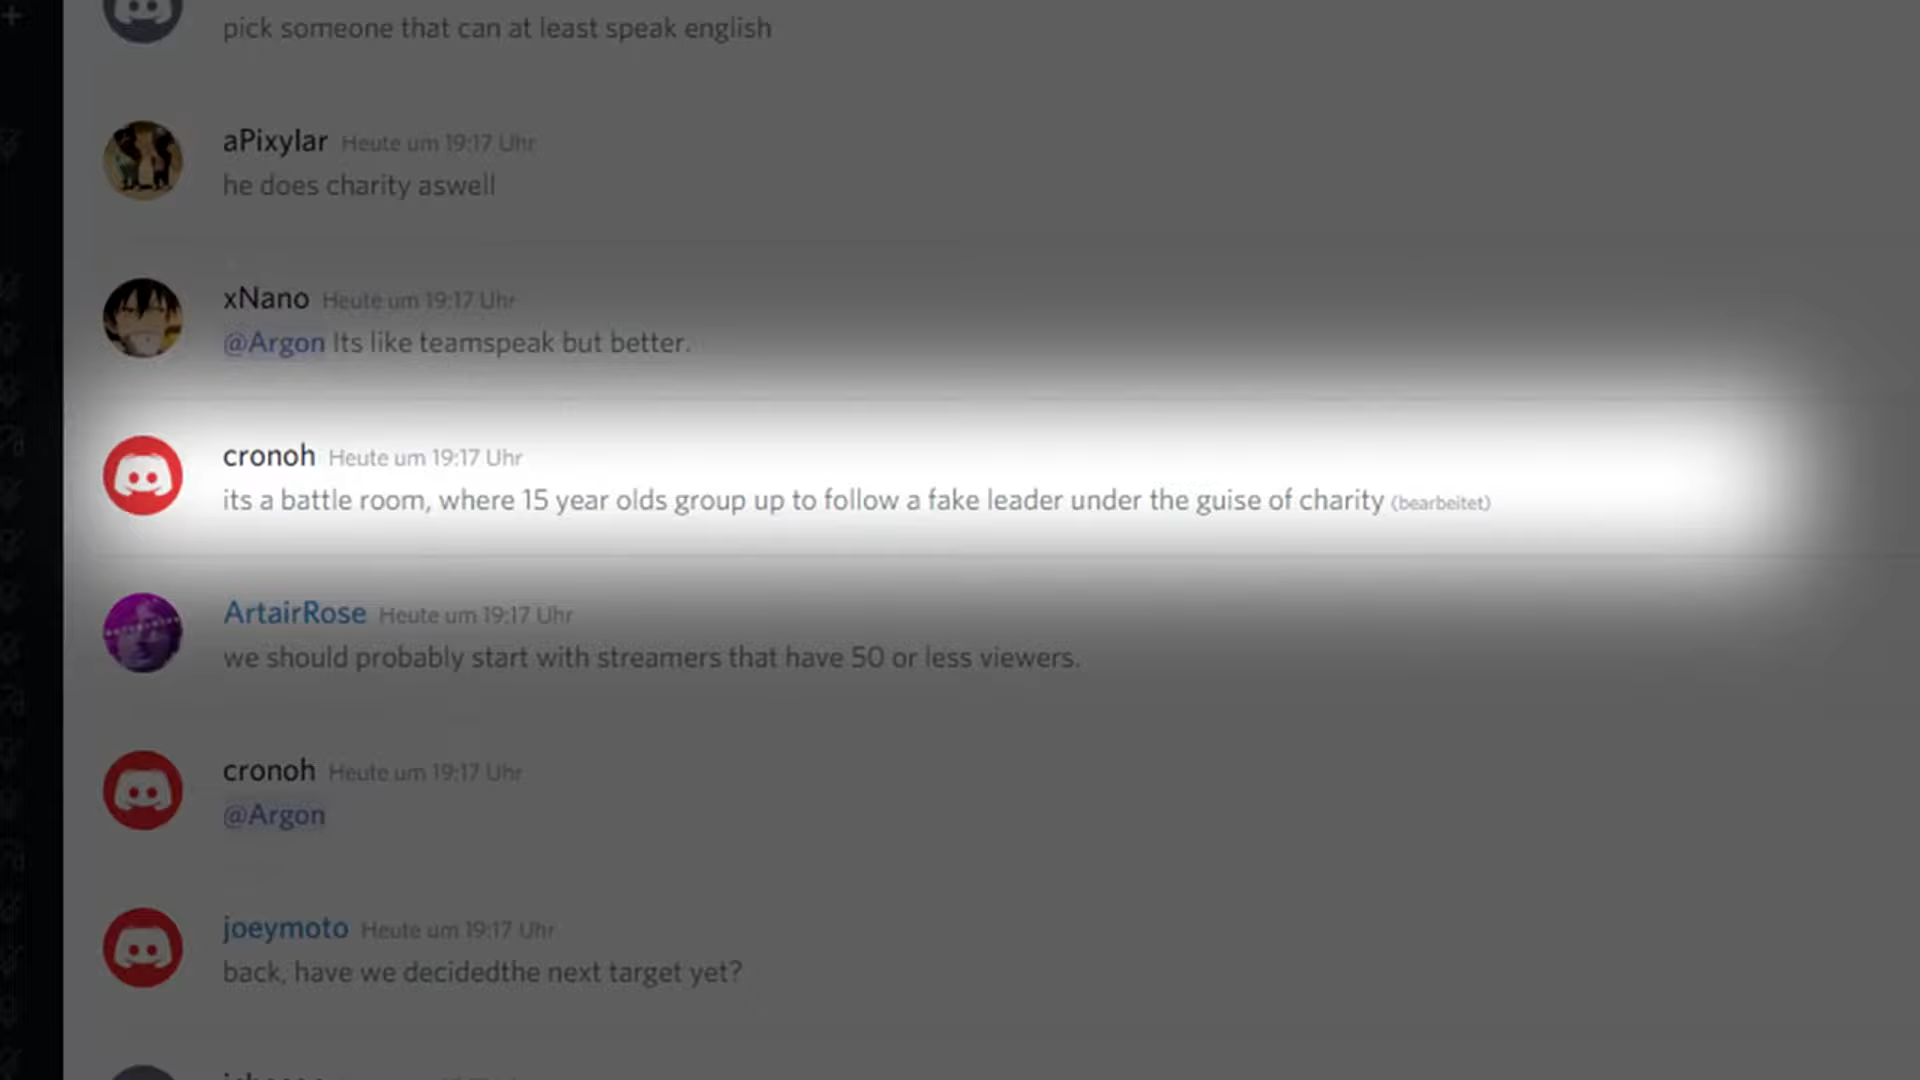 pick someone that can at least speak english
aPixylar Heute um 19:17 Uhr
he does charity aswell
xNano Heute um 19:17 Uhr
@Argon Its like teamspeak but better.
cronoh Heute um 19:17 Uhr
its a battle room, where 15 year olds group up to follow a fake leader under the guise of charity (bearbeitet)
ArtairRose Heute um 19:17 Uhr
we should probably start with streamers that have 50 or less viewers.
cronoh Heute um 19:17 Uhr
@Argon
joeymoto Heute um 19:17 Uhr
back, have we decidedthe next target yet?